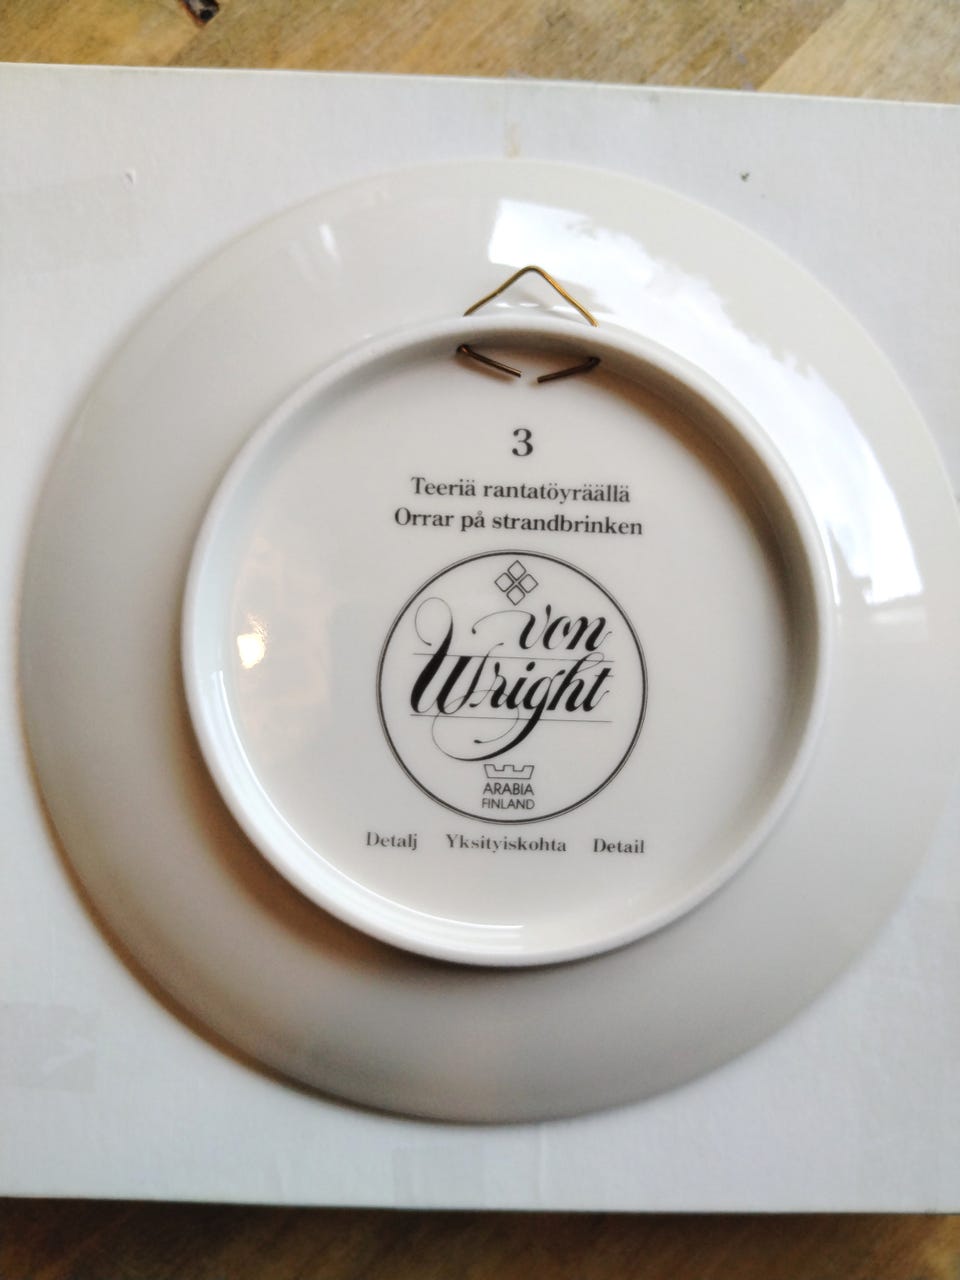 3
Teeriä rantatöyräällä
Orrar på strandbrinken
von
Wright
ARABIA
FINLAND
Detalj Yksityiskohta Detail